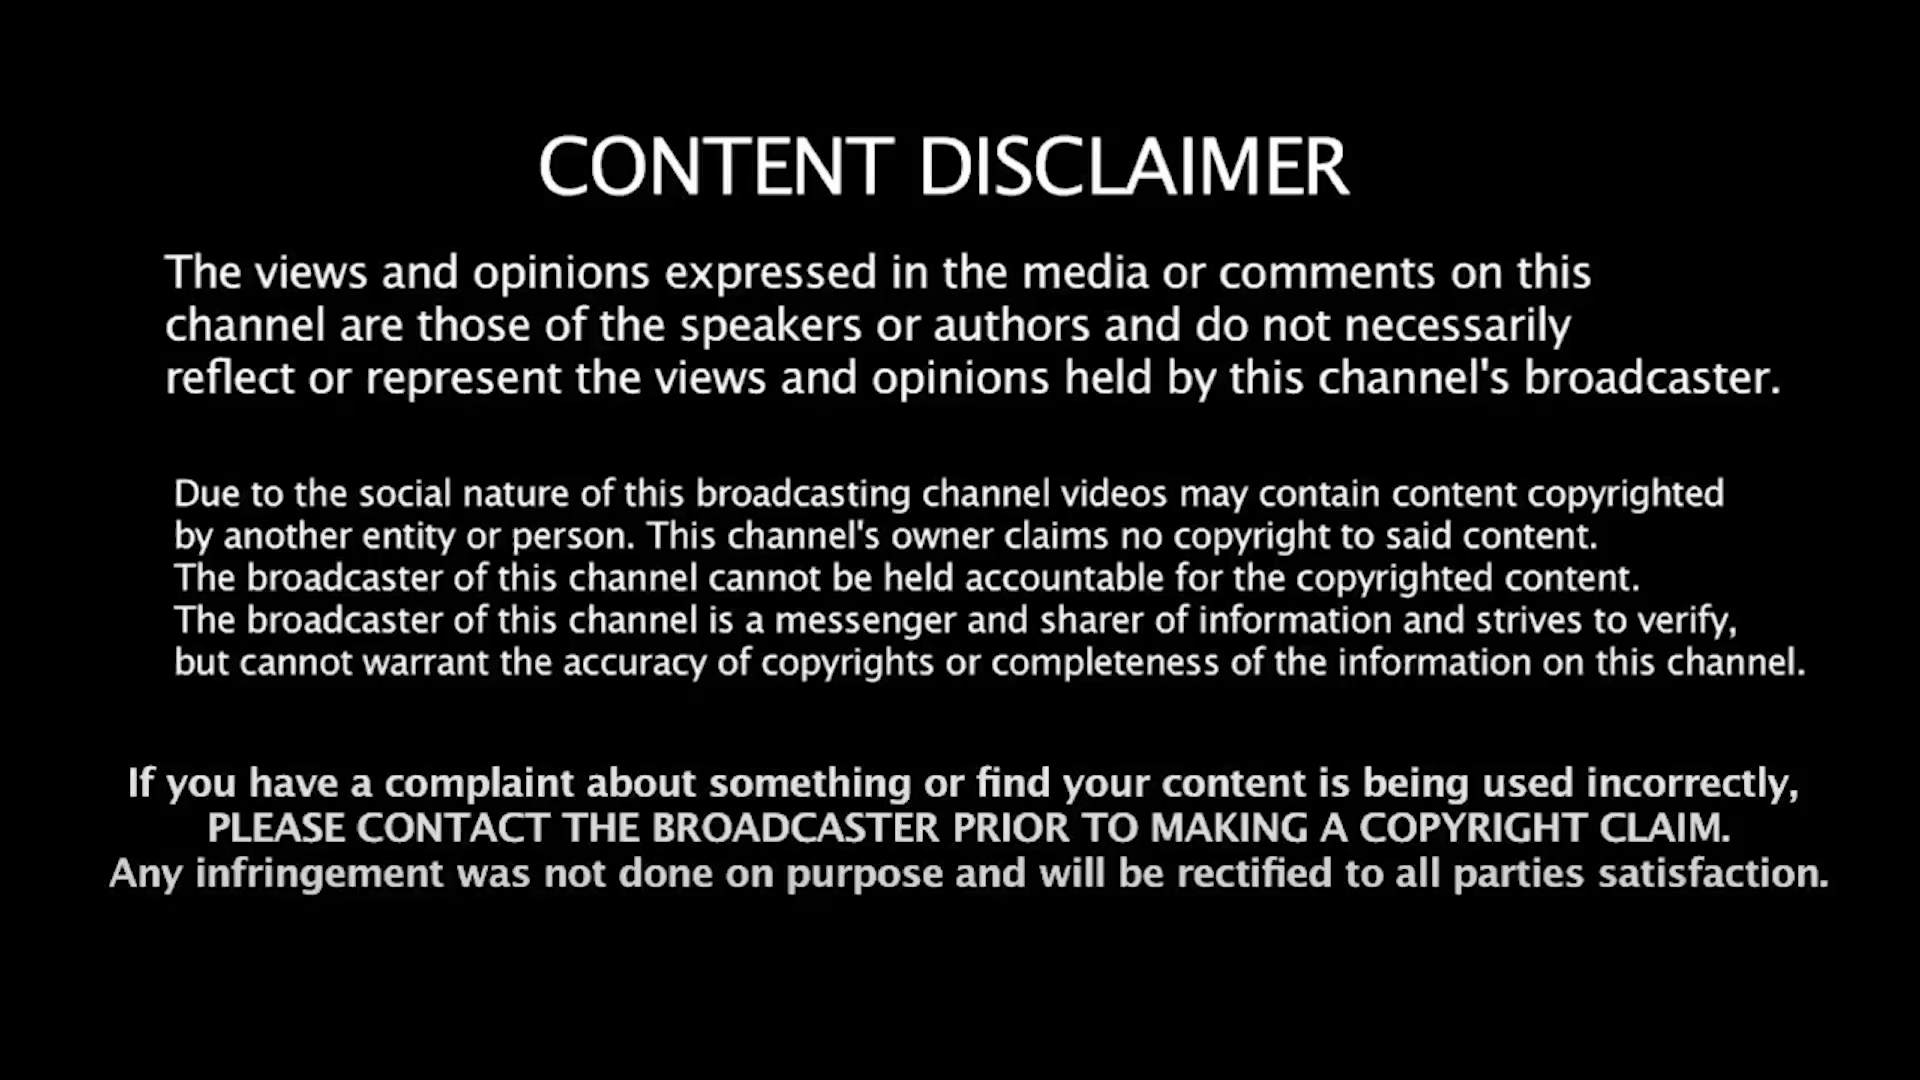 CONTENT DISCLAIMER
The views and opinions expressed in the media or comments on this
channel are those of the speakers or authors and do not necessarily
reflect or represent the views and opinions held by this channel's broadcaster.
Due to the social nature of this broadcasting channel videos may contain content copyrighted
by another entity or person. This channel's owner claims no copyright to said content.
The broadcaster of this channel cannot be held accountable for the copyrighted content.
The broadcaster of this channel is a messenger and sharer of information and strives to verify,
but cannot warrant the accuracy of copyrights or completeness of the information on this channel.
If you have a complaint about something or find your content is being used incorrectly,
PLEASE CONTACT THE BROADCASTER PRIOR TO MAKING A COPYRIGHT CLAIM.
Any infringement was not done on purpose and will be rectified to all parties satisfaction.